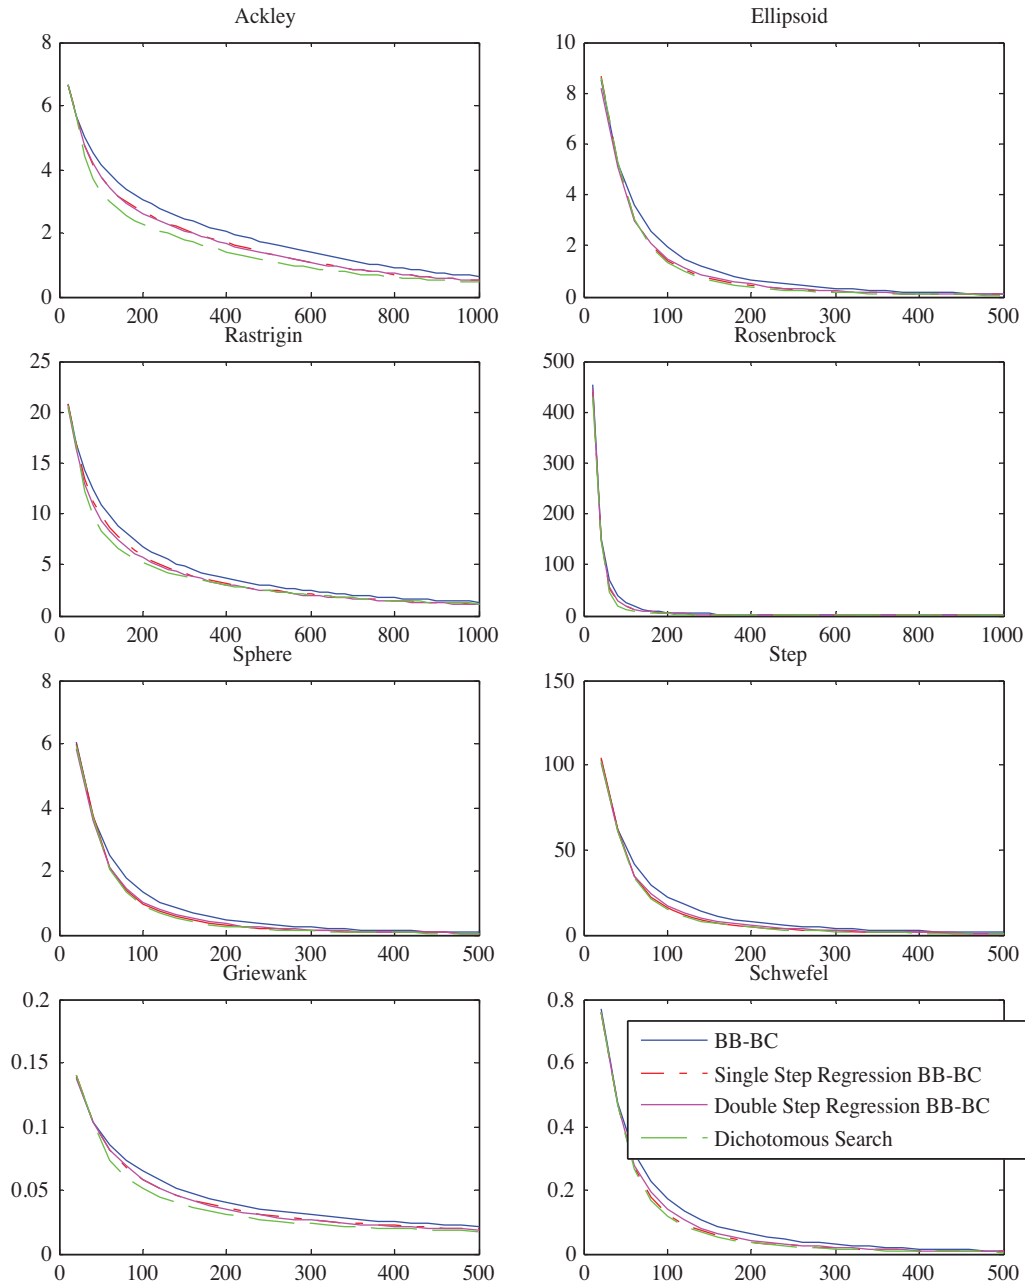 Ackley
Ellipsoid
8
6
4
2
0
0 200 400 600 800 1000
10
8
6
4
2
0
0 100 200 300 400 500
Rastrigin
Rosenbrock
25
20
15
10
5
0
0 200 400 600 800 1000
500
400
300
200
100
0
0 200 400 600 800 1000
Sphere
Step
8
6
4
2
0
0 100 200 300 400 500
150
100
50
0
0 100 200 300 400 500
Griewank
Schwefel
0.2
0.15
0.1
0.05
0
0 100 200 300 400 500
0.8
0.6
0.4
0.2
0
0 100 200 300 400 500
BB-BC
Single Step Regression BB-BC
Double Step Regression BB-BC
Dichotomous Search